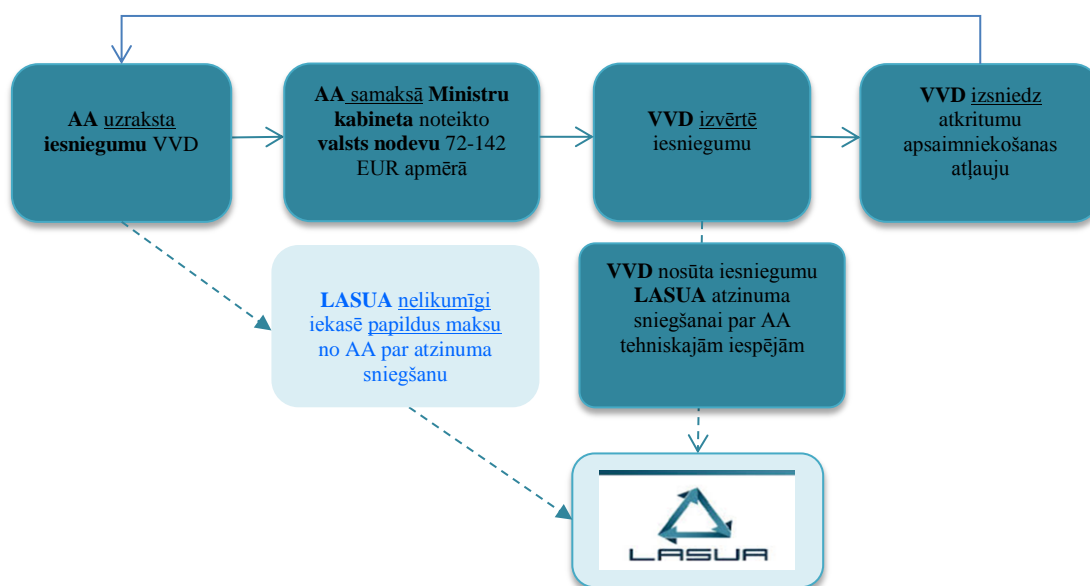 AA uzraksta
iesniegumu VVD
AA samaksā Ministru
kabineta noteikto
valsts nodevu 72-142
EUR apmērā
VVD izvērtē
iesniegumu
VVD izsniedz
atkritumu
apsaimniekošanas
atļauju
LASUA nelikumīgi
iekasē papildus maksu
no AA par atzinuma
sniegšanu
VVD nosūta iesniegumu
LASUA atzinuma
sniegšanai par AA
tehniskajām iespējām
LASUA